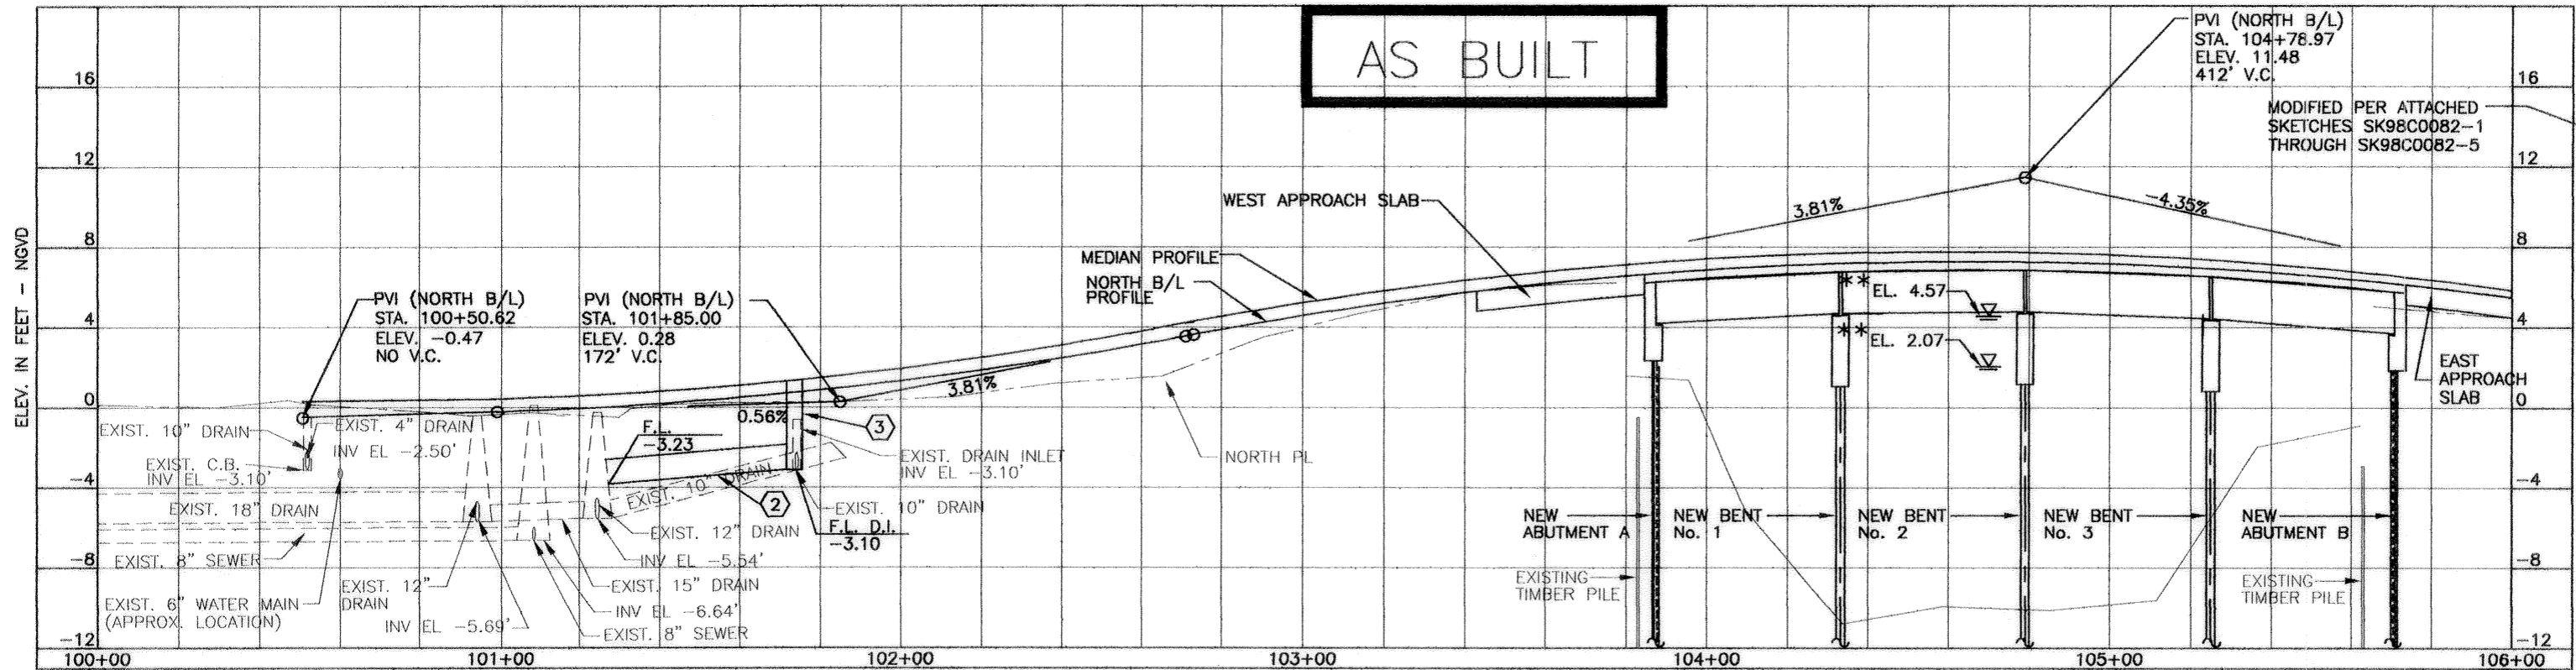 AS BUILT
PVI (NORTH B/L)
STA. 104+78.97
ELEV. 11.48
412' V.C.
MODIFIED PER ATTACHED
SKETCHES SK98C0082-1
THROUGH SK98C0082-5
ELEV. IN FEET - NGVD
16
12
8
4
0
-4
-8
-12
16
12
8
4
0
-4
-8
-12
3.81%
-4.35%
WEST APPROACH SLAB
MEDIAN PROFILE
NORTH B/L
PROFILE
PVI (NORTH B/L)
STA. 100+50.62
ELEV. -0.47
NO V.C.
PVI (NORTH B/L)
STA. 101+85.00
ELEV. 0.28
172' V.C.
**
EL. 4.57
**
EL. 2.07
EAST
APPROACH
SLAB
3.81%
0.56%
EXIST. 10" DRAIN
EXIST. 4" DRAIN
INV EL -2.50'
EXIST. C.B.
INV EL -3.10'
F.L.
-3.23
3
EXIST. DRAIN INLET
INV EL -3.10'
NORTH PL
EXIST. 10" DRAIN
2
EXIST. 10" DRAIN
F.L. D.I.
-3.10
EXIST. 18" DRAIN
EXIST. 12" DRAIN
INV EL -5.54'
EXIST. 8" SEWER
EXIST. 12"
DRAIN
EXIST. 15" DRAIN
EXIST. 6" WATER MAIN
(APPROX. LOCATION)
INV EL -6.64'
INV EL -5.69'
EXIST. 8" SEWER
NEW
ABUTMENT A
NEW BENT
No. 1
NEW BENT
No. 2
NEW BENT
No. 3
NEW
ABUTMENT B
EXISTING
TIMBER PILE
EXISTING
TIMBER PILE
100+00
101+00
102+00
103+00
104+00
105+00
106+00